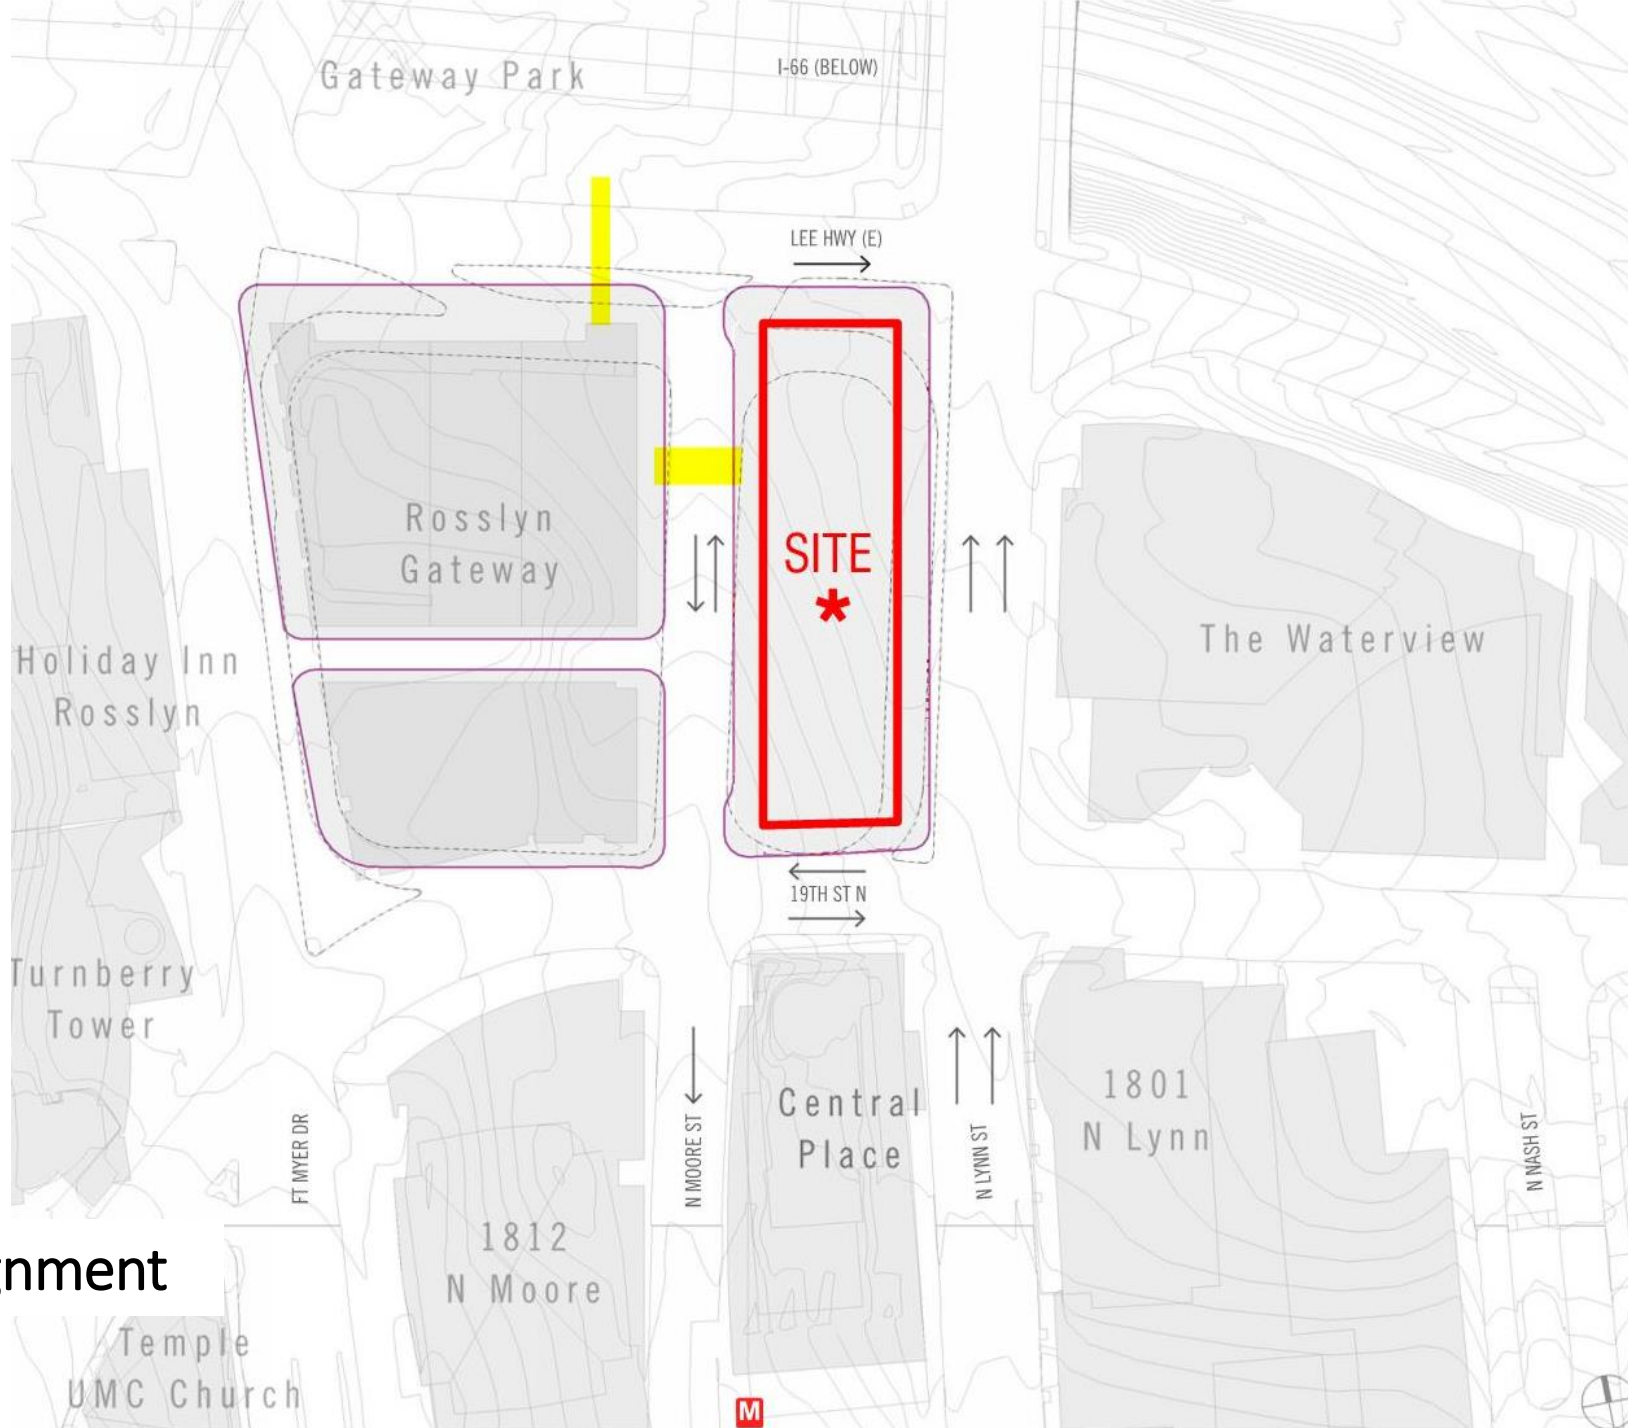 Gateway Park
I-66 (BELOW)
LEE HWY (E)
Rosslyn
Gateway
SITE
*
The Waterview
Holiday Inn
Rosslyn
19TH ST N
Turnberry
Tower
Central
Place
1801
N Lynn
FT MYER DR
N MOORE ST
N LYNN ST
N NASH ST
1812
N Moore
gnment
Temple
UMC Church
M